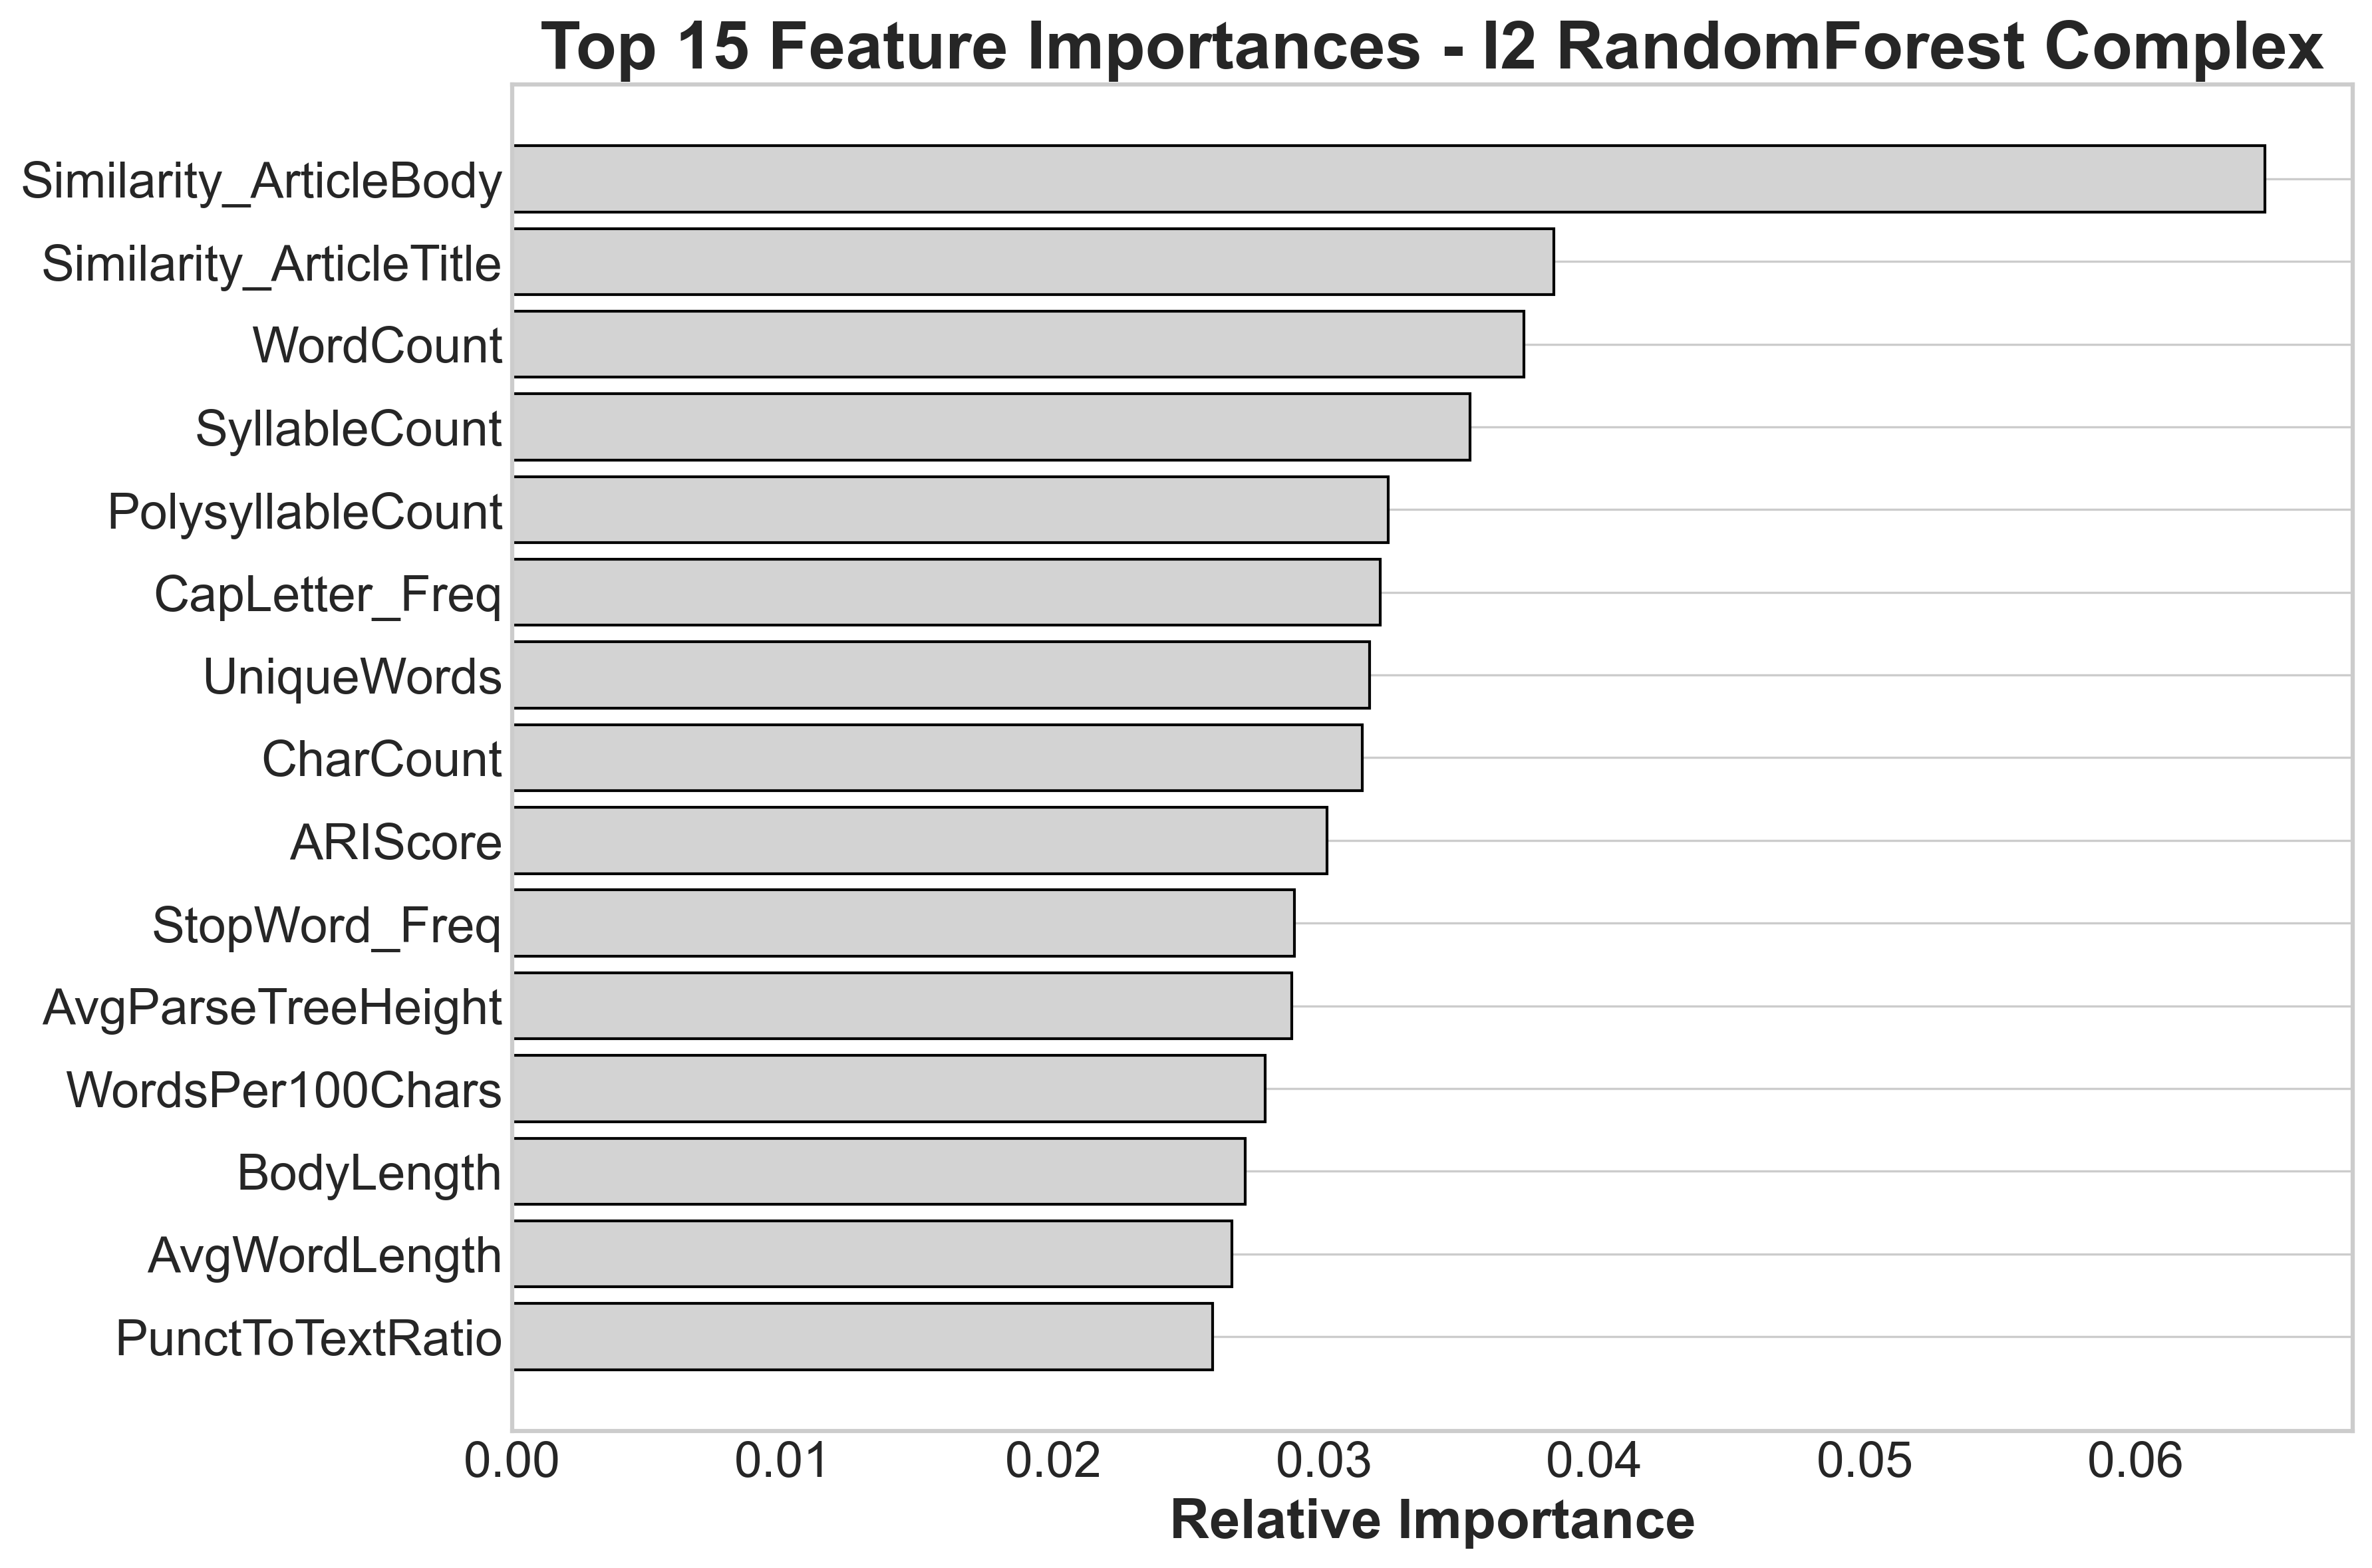 Top 15 Feature Importances - I2 RandomForest Complex
Similarity_ArticleBody
Similarity_ArticleTitle
WordCount
SyllableCount
PolysyllableCount
CapLetter_Freq
UniqueWords
CharCount
ARIScore
StopWord_Freq
AvgParseTreeHeight
WordsPer100Chars
BodyLength
AvgWordLength
PunctToTextRatio
0.00 0.01 0.02 0.03 0.04 0.05 0.06
Relative Importance